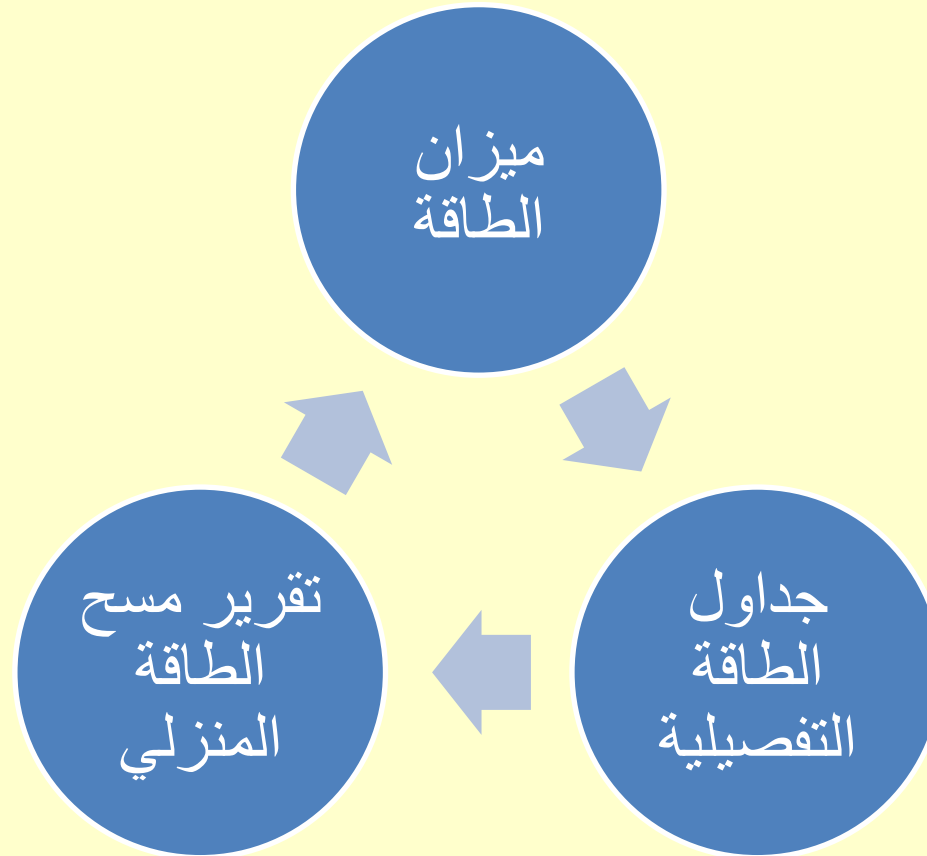 ميزان
الطاقة
جداول
الطاقة
التفصيلية
تقرير مسح
الطاقة
المنزلي